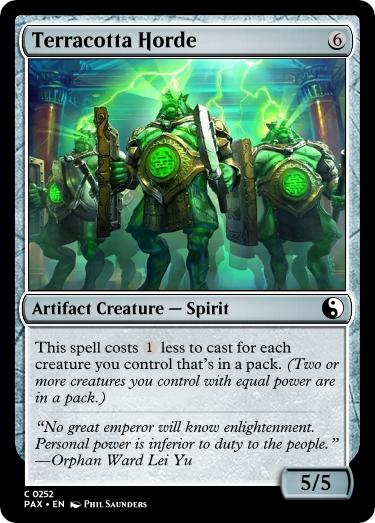 Terracotta Horde 6
Artifact Creature — Spirit
This spell costs 1 less to cast for each
creature you control that's in a pack. (Two or
more creatures you control with equal power are
in a pack.)
“No great emperor will know enlightenment.
Personal power is inferior to duty to the people.”
—Orphan Ward Lei Yu
5/5
C 0252
PAX • EN Phil Saunders